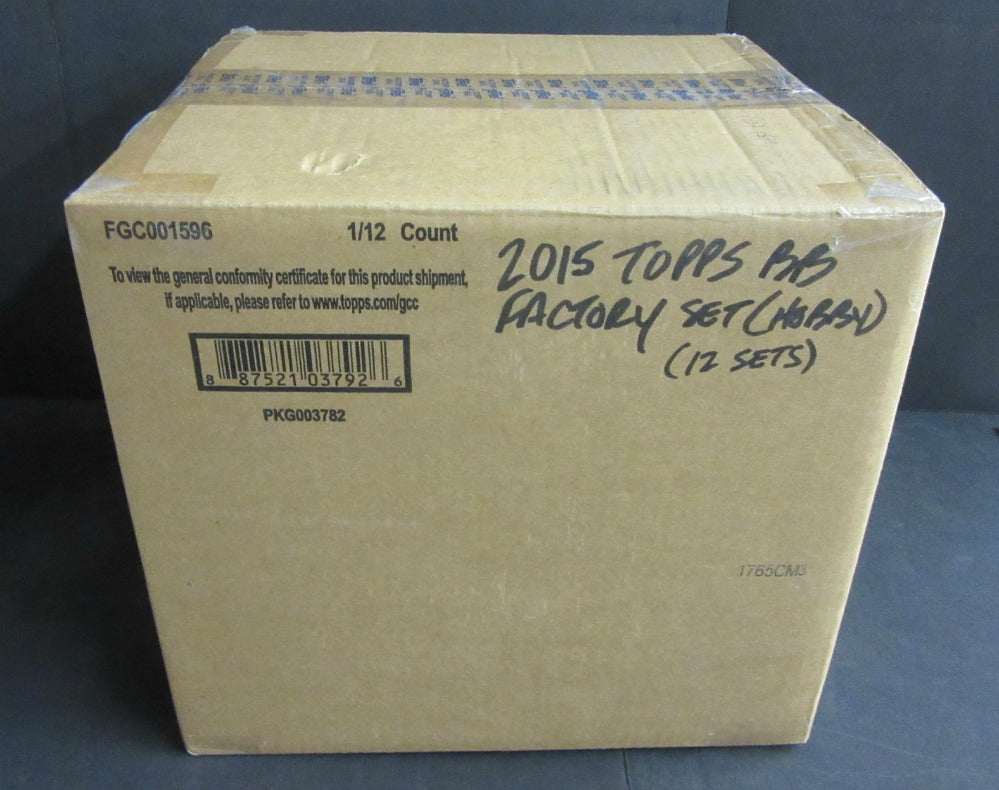 FGC001596
1/12 Count
To view the general conformity certificate for this product shipment,
if applicable, please refer to www.topps.com/gcc
8 87521 03792 6
PKG003782
2015 TOPPS BB
FACTORY SET (HOBBY)
(12 SETS)
1765CM3